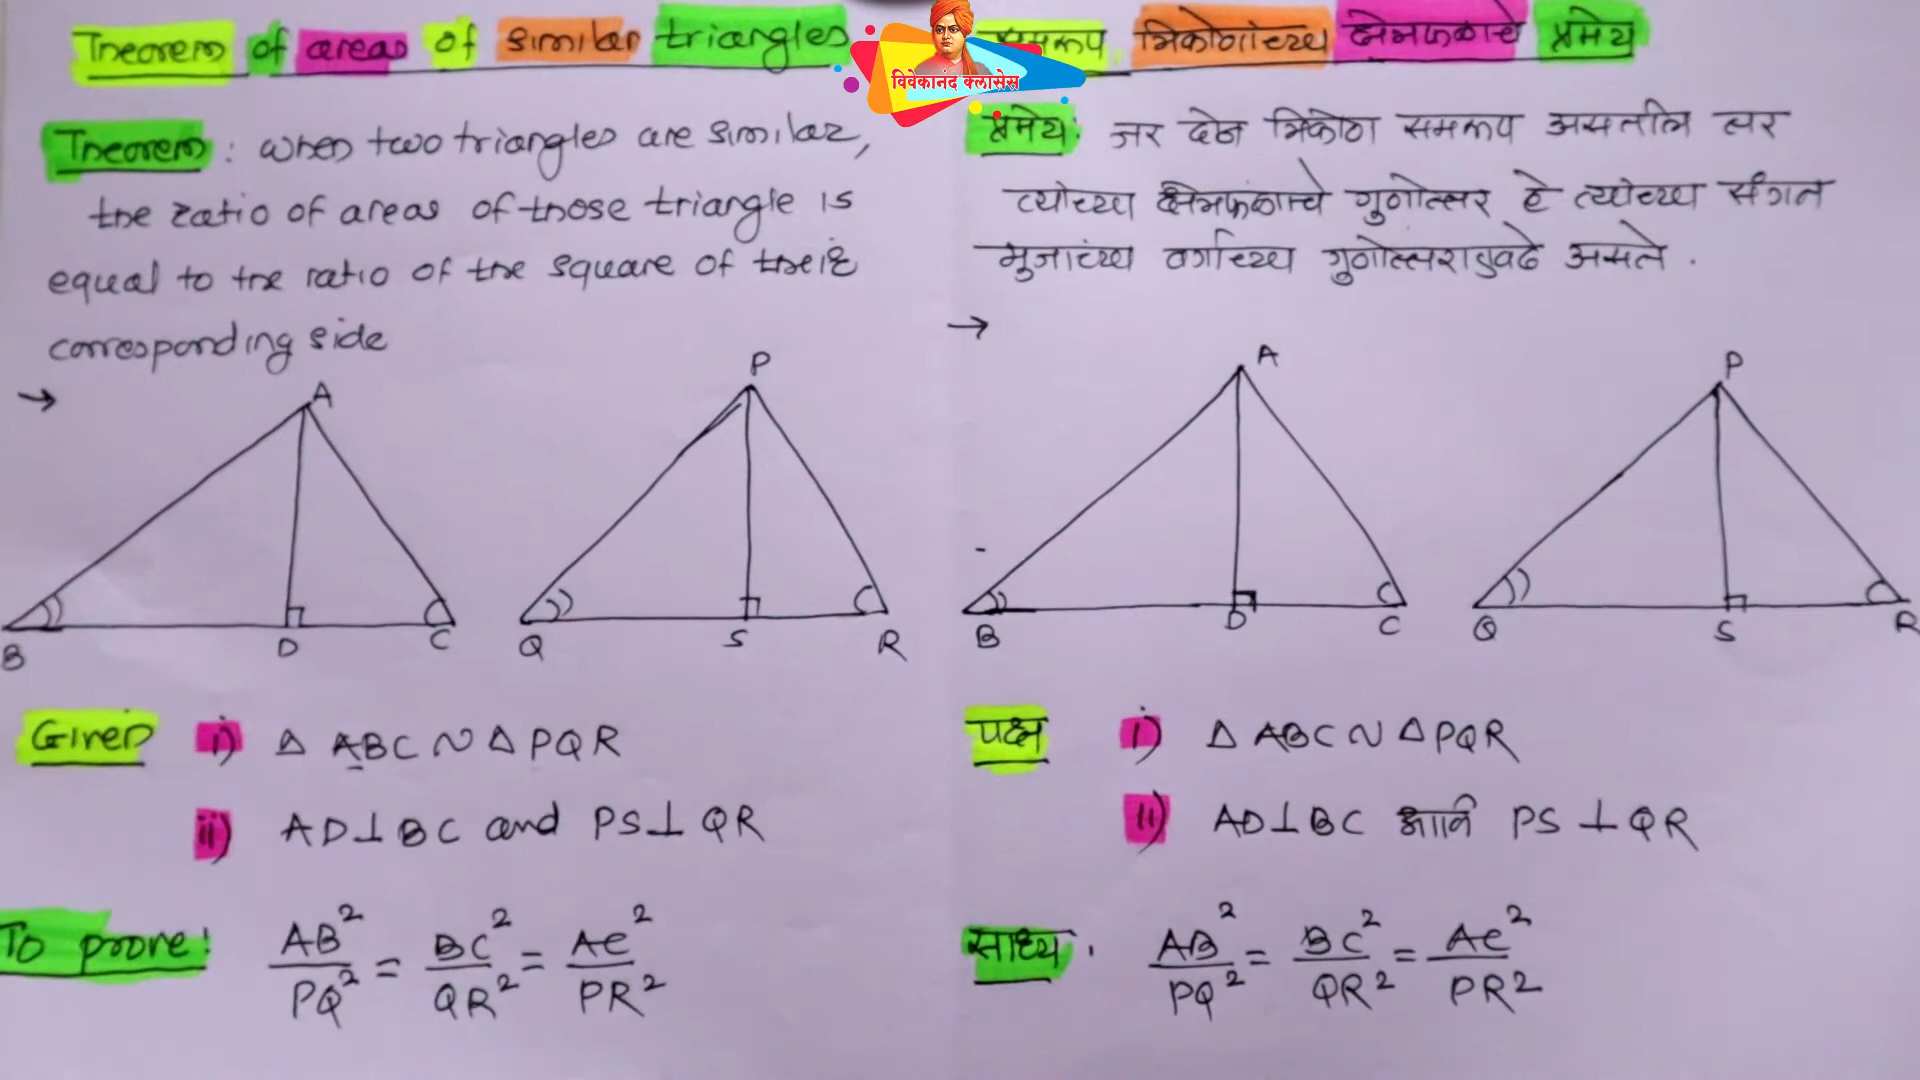 Theorem of areas of similar triangles
समरूप त्रिकोणांच्या क्षेत्रफळाचे प्रमेय
विवेकानंद क्लासेस
Theorem : when two triangles are similar,
the ratio of areas of those triangle is
equal to the ratio of the square of their
corresponding side
→
A
P
B
D
C
Q
S
R
Given i) Δ ABC ~ Δ PQR
ii) AD⊥BC and PS⊥QR
To prove! AB²/PQ² = BC²/QR² = AC²/PR²
प्रमेय: जर दोन त्रिकोण समरूप असतील तर
त्यांच्या क्षेत्रफळाचे गुणोत्तर हे त्यांच्या संगत
भुजांच्या वर्गाच्या गुणोत्तराएवढे असते .
→
A
P
B
D
C
Q
S
R
पक्ष i) Δ ABC ~ Δ PQR
ii) AD⊥BC आणि PS ⊥ QR
साध्य . AB²/PQ² = BC²/QR² = AC²/PR²